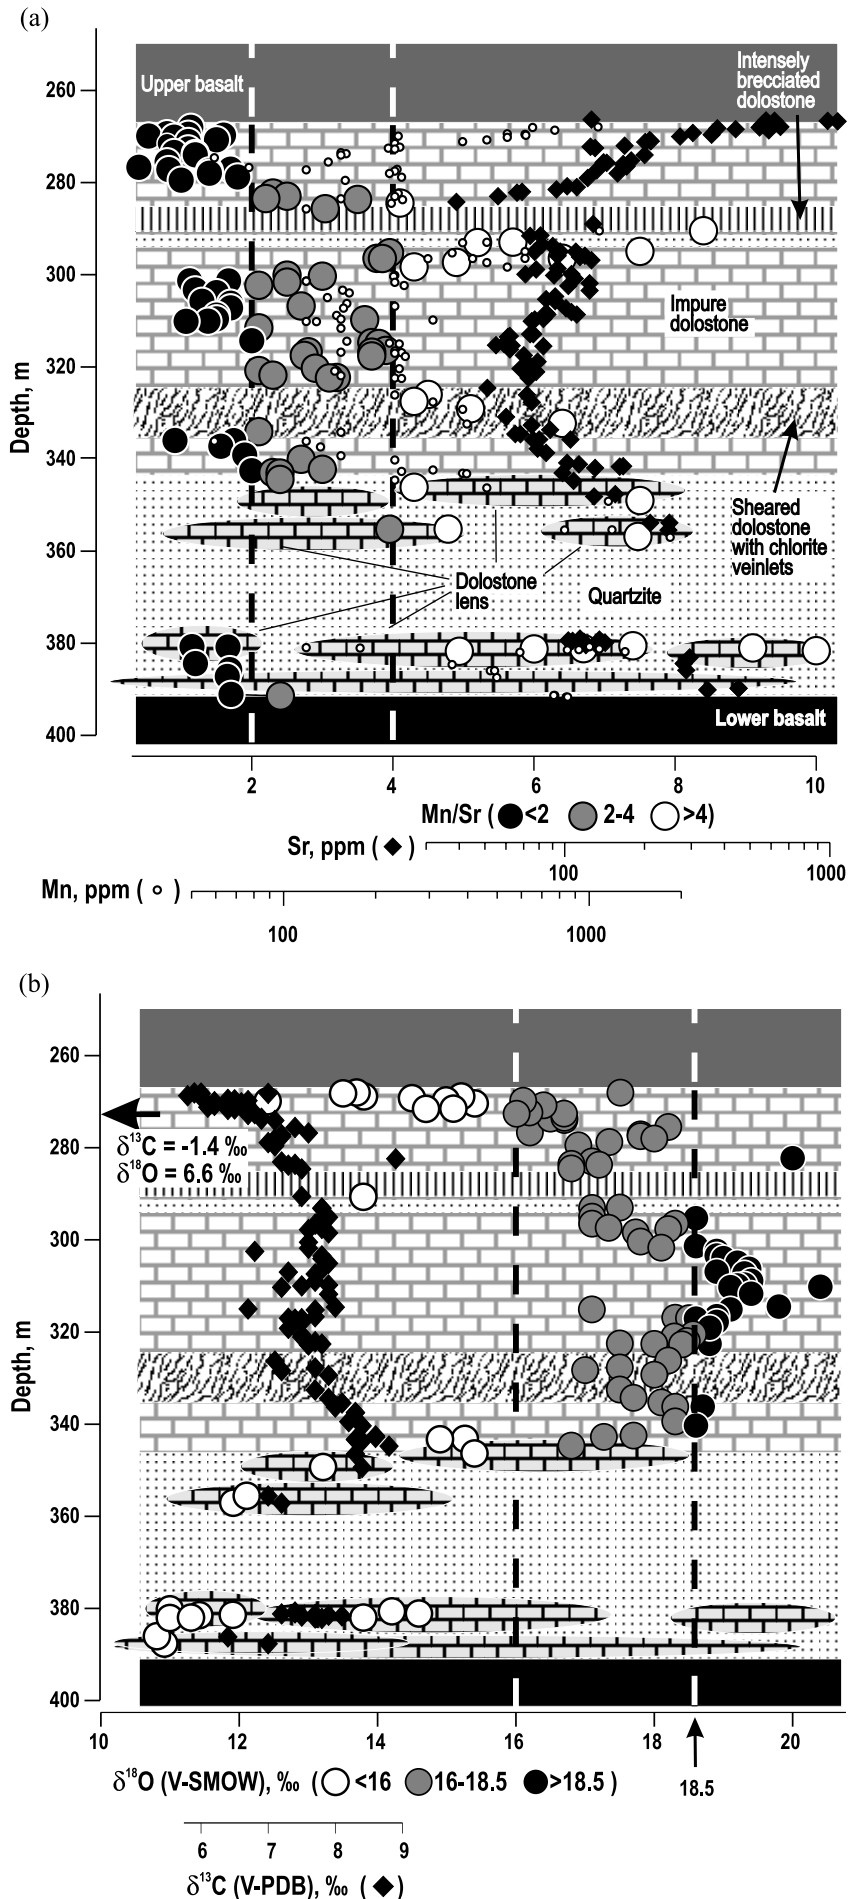 (a)
260
280
300
320
340
360
380
400
Depth, m
Upper basalt
Intensely
brecciated
dolostone
Impure
dolostone
Sheared
dolostone
with chlorite
veinlets
Dolostone
lens
Quartzite
Lower basalt
2 4 6 8 10
Mn/Sr ( <2 2-4 >4)
Sr, ppm ( )
100 1000
Mn, ppm ( )
100 1000
(b)
260
280
300
320
340
360
380
400
Depth, m
δ13C = -1.4 ‰
δ18O = 6.6 ‰
10 12 14 16 18 20
18.5
δ18O (V-SMOW), ‰ ( <16 16-18.5 >18.5 )
6 7 8 9
δ13C (V-PDB), ‰ ( )